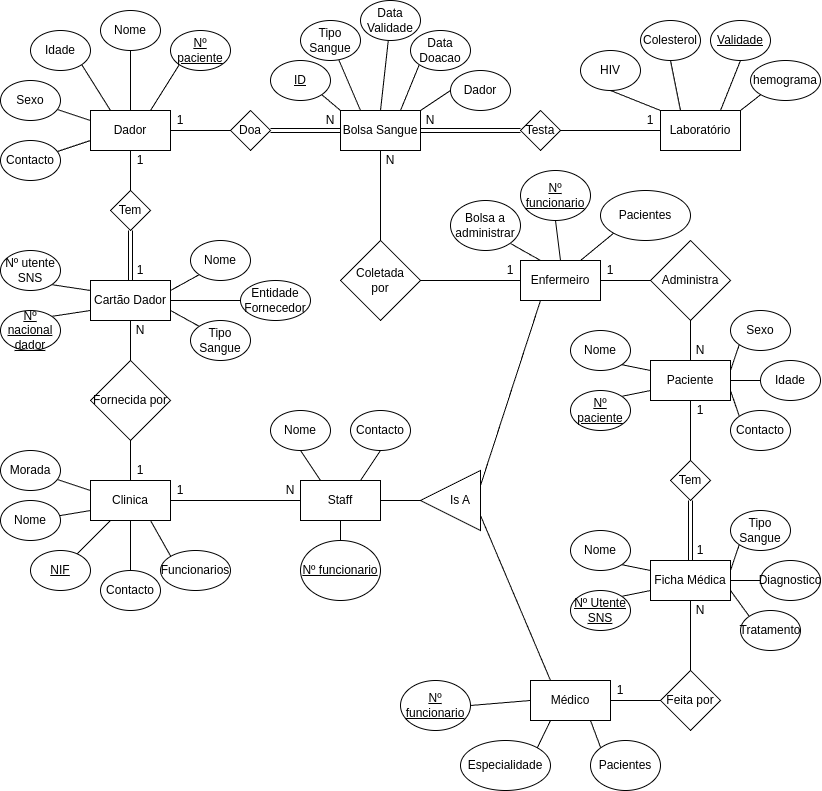 Data
Validade
Nome
Tipo
Sangue
Idade
Nº
paciente
Data
Doacao
Colesterol
Validade
ID
HIV
hemograma
Sexo
Dador
Dador
1
Doa
N
Bolsa Sangue
N
Testa
1
Laboratório
Contacto
1
N
Nº
funcionario
Tem
Bolsa a
administrar
Pacientes
Nº utente
SNS
1
Nome
Coletada
por
1
Enfermeiro
1
Administra
Cartão Dador
Entidade
Fornecedor
Nº
nacional
dador
N
Tipo
Sangue
Sexo
Nome
N
Paciente
Idade
Fornecida por
Nº
paciente
1
Contacto
Nome
Contacto
Morada
1
Clinica
1
N
Staff
Is A
Tem
Nome
Nº funcionario
Tipo
Sangue
NIF
Contacto
Funcionarios
Nome
1
Ficha Médica
Diagnostico
Nº Utente
SNS
N
Tratamento
Nº
funcionario
Médico
1
Feita por
Especialidade
Pacientes